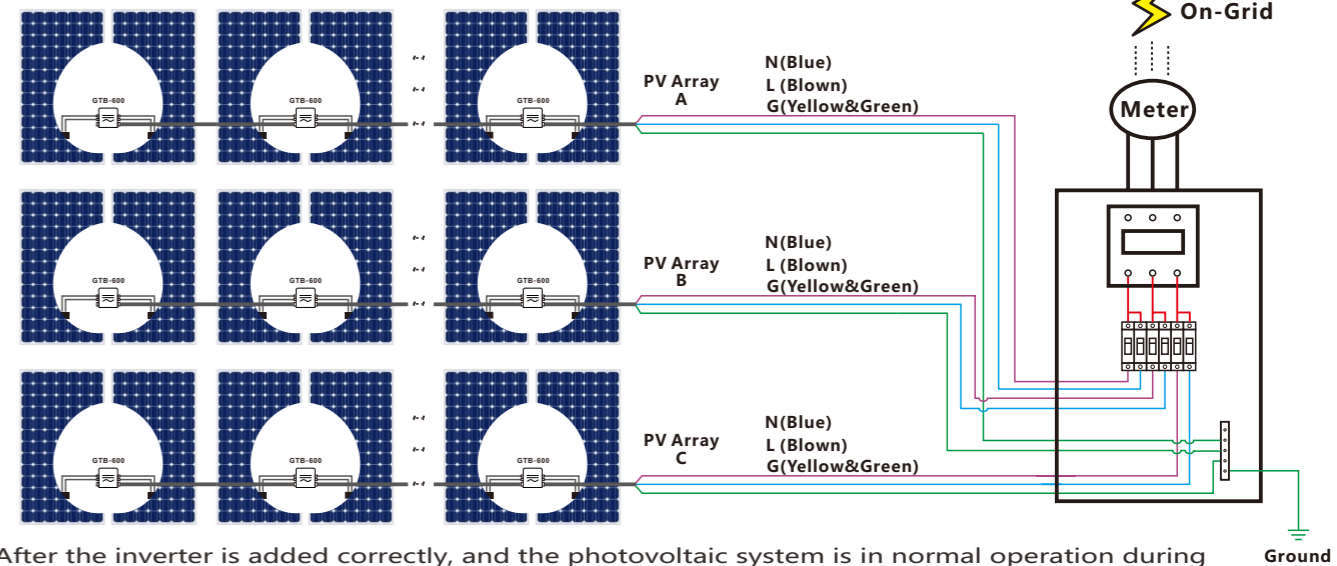 On-Grid
Meter
GTB-600
GTB-600
GTB-600
PV Array
A
N(Blue)
L (Blown)
G(Yellow&Green)
GTB-600
GTB-600
GTB-600
PV Array
B
N(Blue)
L (Blown)
G(Yellow&Green)
GTB-600
GTB-600
GTB-600
PV Array
C
N(Blue)
L (Blown)
G(Yellow&Green)
Ground
After the inverter is added correctly, and the photovoltaic system is in normal operation during